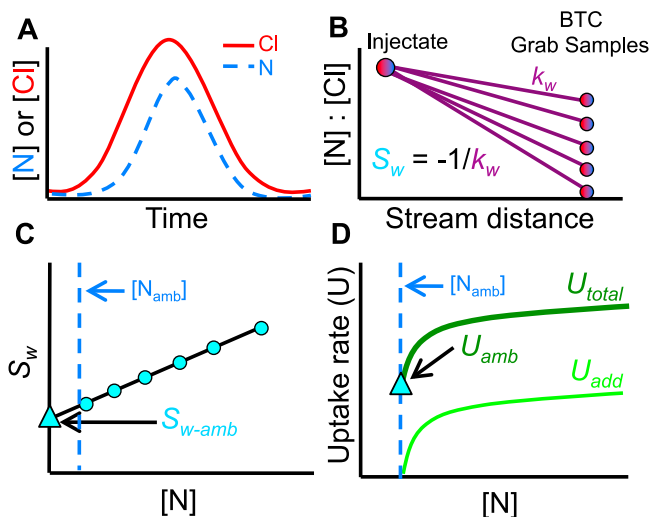 A
[N] or [Cl]
Cl
N
Time
B
Injectate
BTC
Grab Samples
[N] : [Cl]
kw
Sw = -1/kw
Stream distance
C
Sw
[Namb]
Sw-amb
[N]
D
Uptake rate (U)
[Namb]
Utotal
Uamb
Uadd
[N]